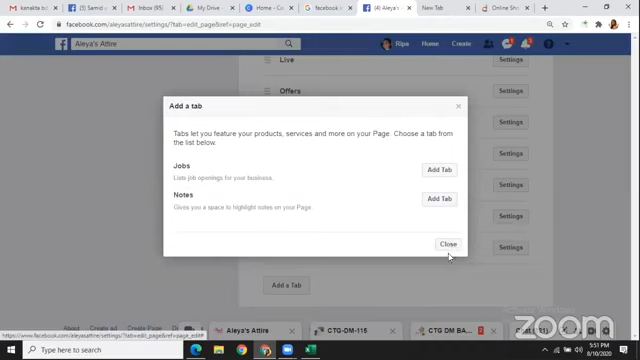 kanakta bd
(5) Samid u
Inbox (95)
My Drive -
Home - C
facebook ic
(4) Aleya's
New Tab
Online Sh
facebook.com/aleyasattire/settings/?tab=edit_page&ref=page_edit
Aleya's Attire
Ripa
Home
Create
Live
Settings
Offers
Settings
Add a tab
Tabs let you feature your products, services and more on your Page. Choose a tab from
the list below.
Jobs
Lists job openings for your business.
Add Tab
Notes
Gives you a space to highlight notes on your Page.
Add Tab
Close
Settings
Settings
Settings
Settings
Settings
Add a Tab
zoom
About
Create ad
Create Page
Aleya's Attire
CTG-DM-115
CTG DM BA...
2
Chat (121)
https://www.facebook.com/aleyasattire/settings/?tab=edit_page&ref=page_edit#
Type here to search
9:51 PM
8/10/2020